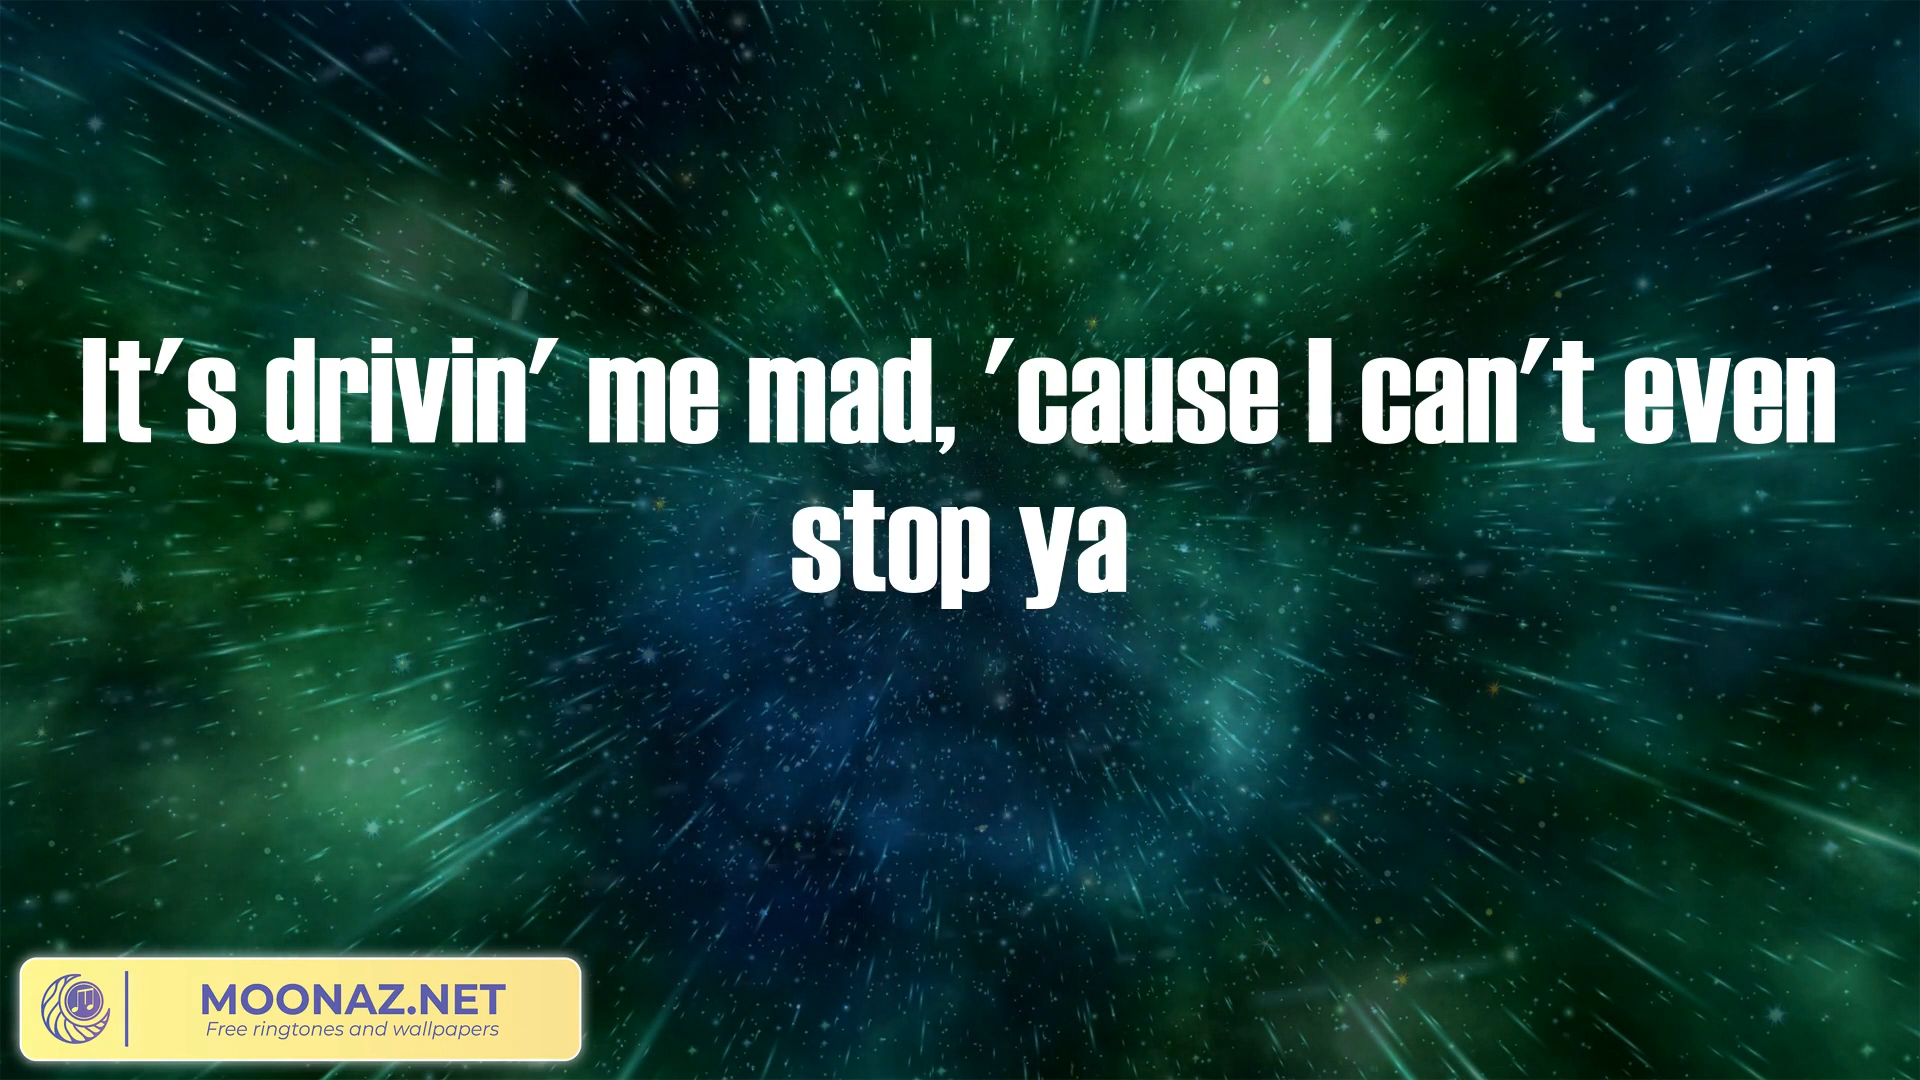 It's drivin' me mad, 'cause I can't even
stop ya
MOONAZ.NET
Free ringtones and wallpapers